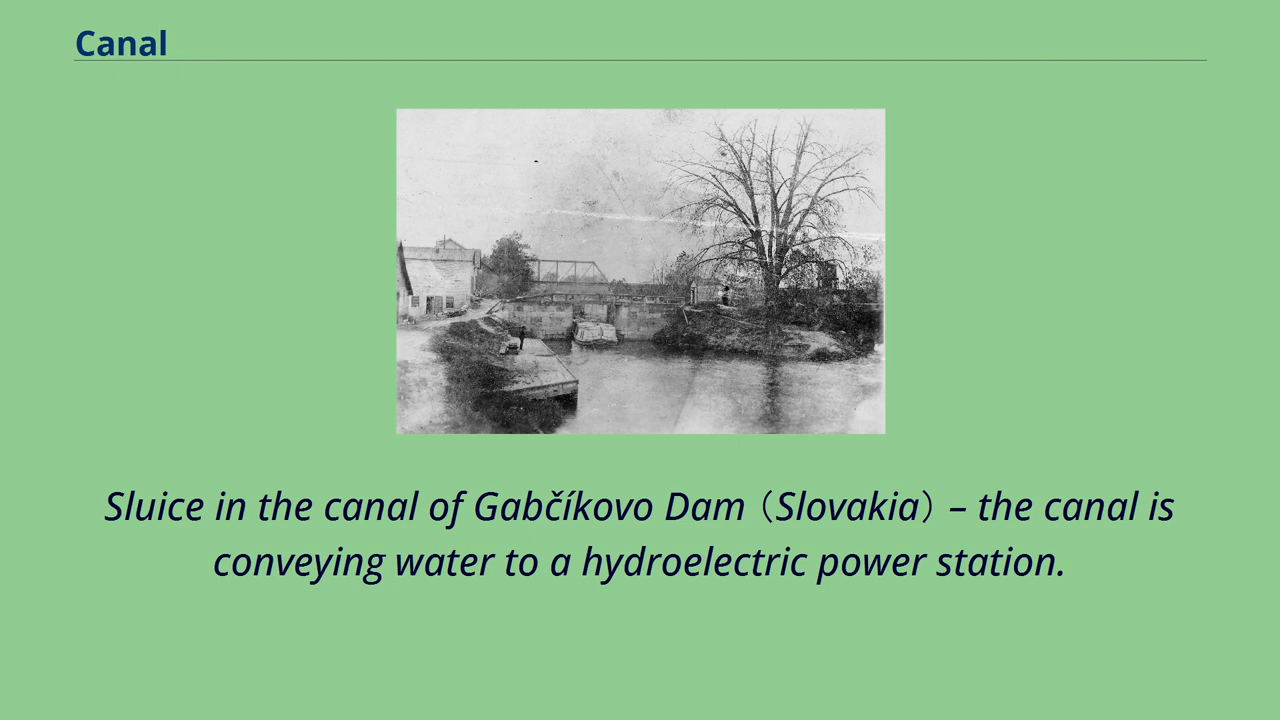 Canal
Sluice in the canal of Gabčíkovo Dam（Slovakia）– the canal is
conveying water to a hydroelectric power station.